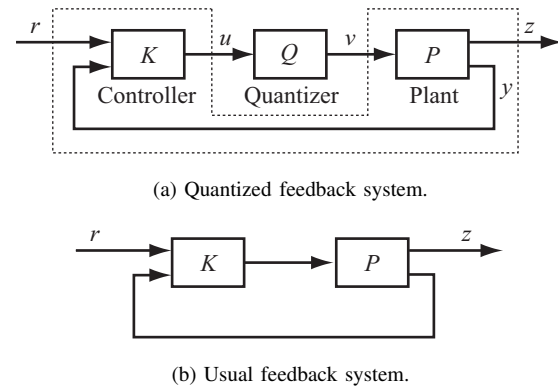 r
K
u
Q
v
P
z
y
Controller
Quantizer
Plant
(a) Quantized feedback system.
r
K
P
z
(b) Usual feedback system.